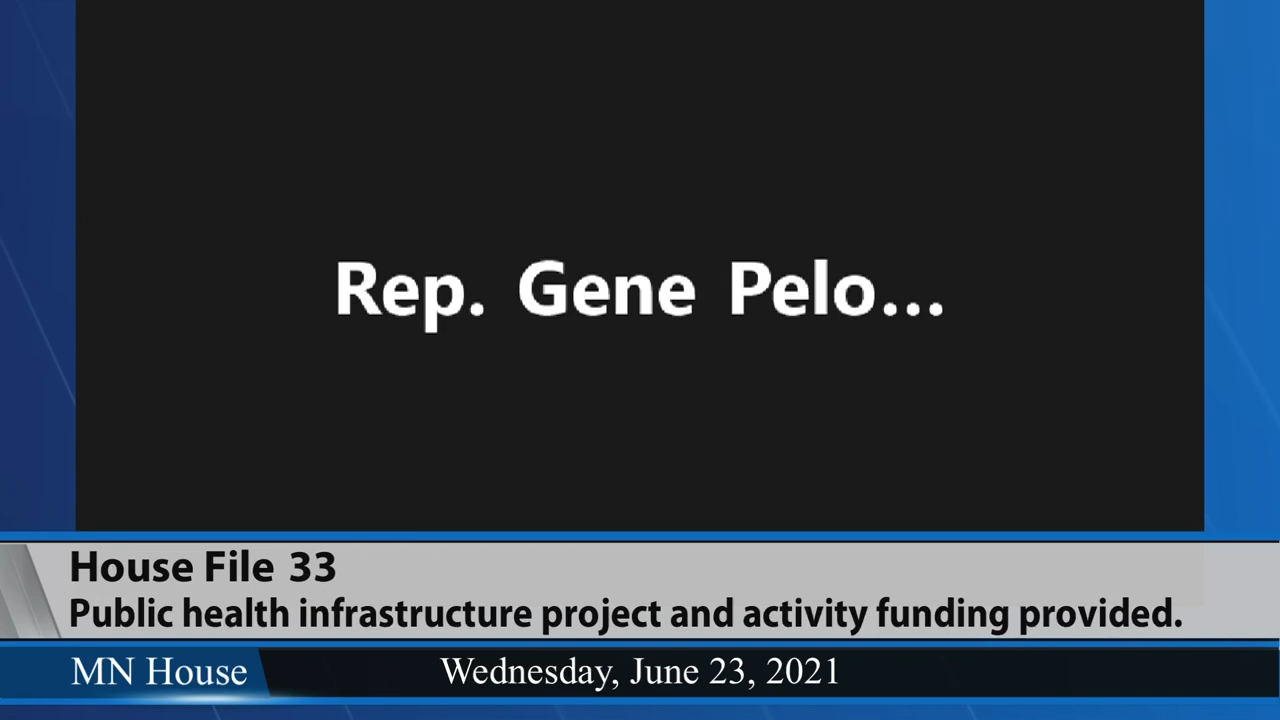 Rep. Gene Pelo...
House File 33
Public health infrastructure project and activity funding provided.
MN House
Wednesday, June 23, 2021